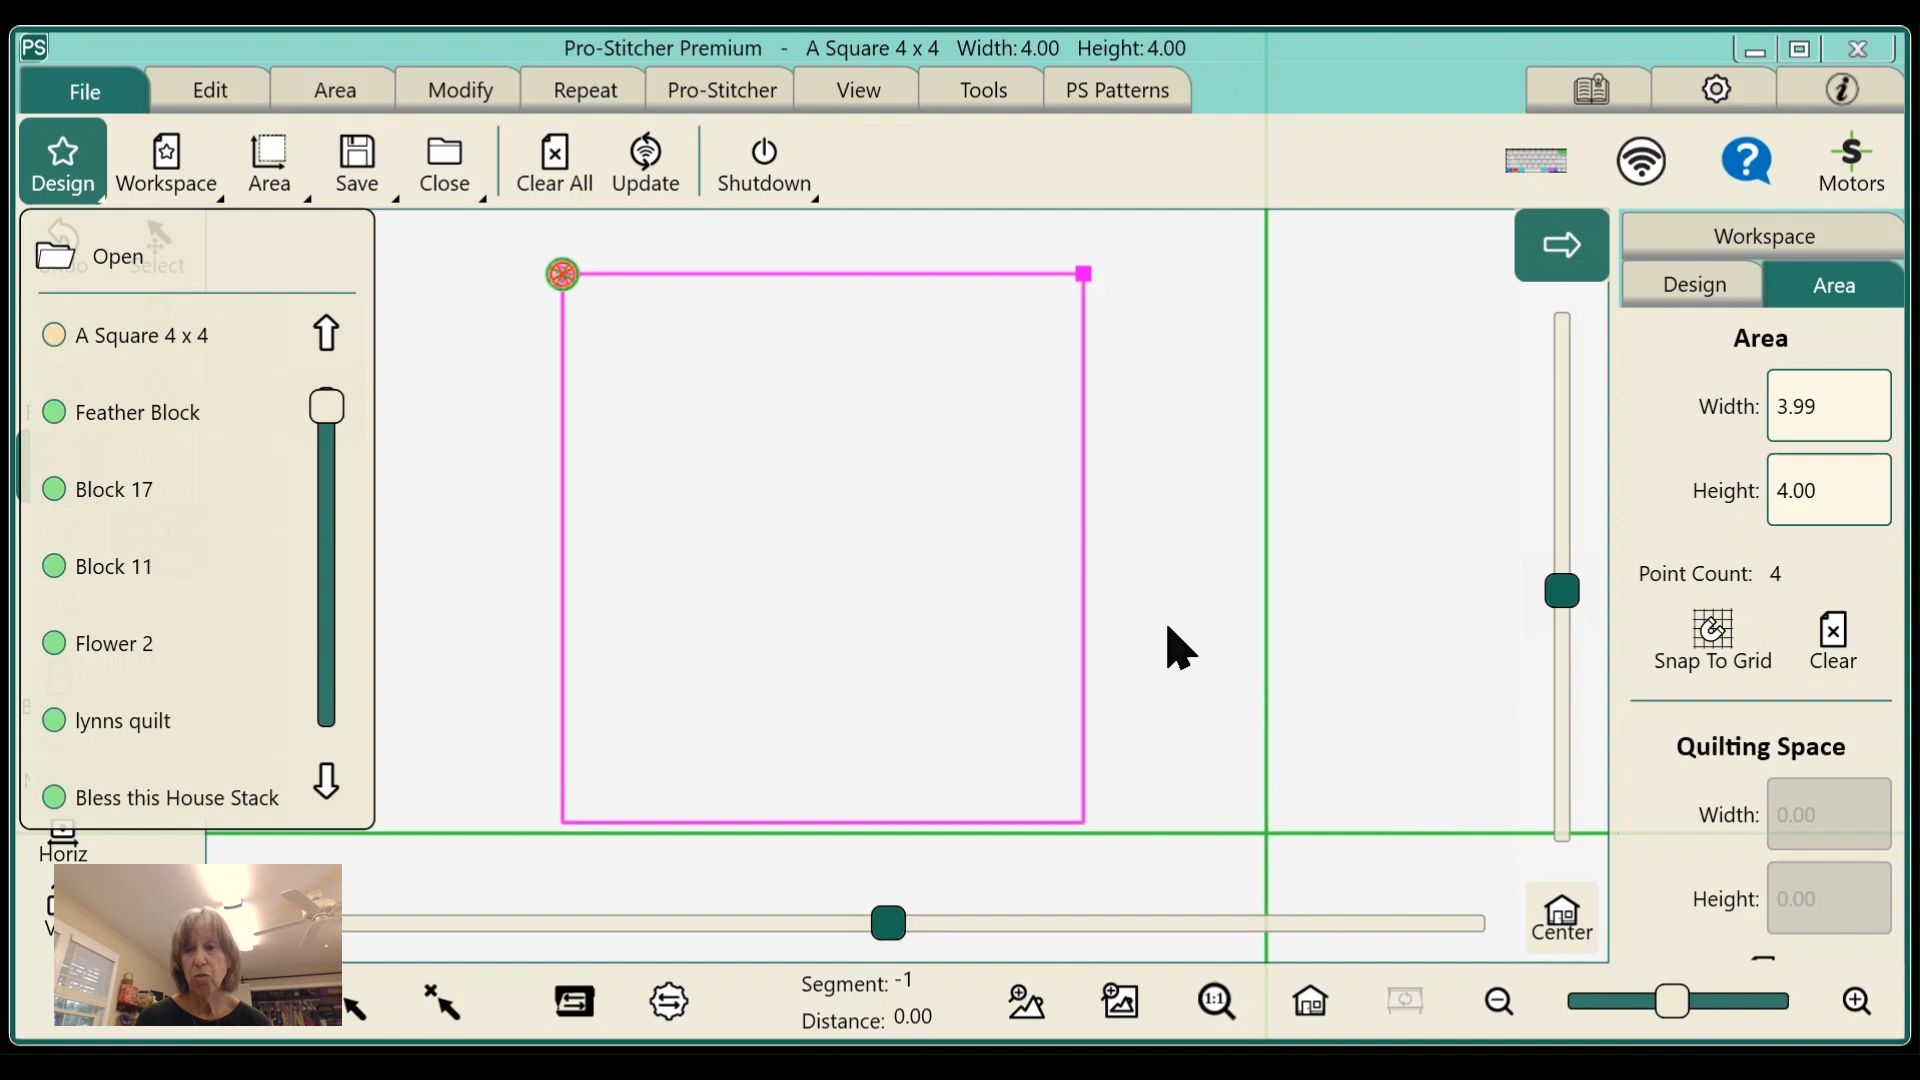 PS
Pro-Stitcher Premium - A Square 4 x 4 Width: 4.00 Height: 4.00
File Edit Area Modify Repeat Pro-Stitcher View Tools PS Patterns
Design Workspace Area Save Close Clear All Update Shutdown
? S Motors
Open
Undo Select
A Square 4 x 4
Feather Block
Block 17
Block 11
Flower 2
lynns quilt
Bless this House Stack
Horiz
Workspace
Design Area
Area
Width: 3.99
Height: 4.00
Point Count: 4
Snap To Grid Clear
Quilting Space
Width: 0.00
Height: 0.00
Center
Segment: -1
Distance: 0.00
1:1